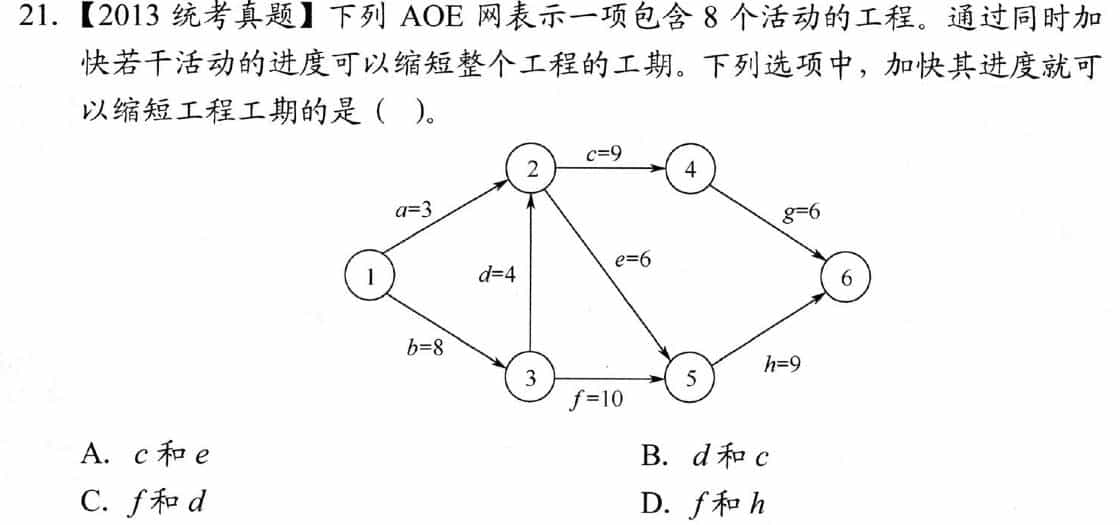 21.【2013 统考真题】下列 AOE 网表示一项包含 8 个活动的工程。通过同时加
快若干活动的进度可以缩短整个工程的工期。下列选项中，加快其进度就可
以缩短工程工期的是（ ）。
2
c=9
4
a=3
g=6
1
d=4
e=6
6
b=8
3
f=10
5
h=9
A. c 和 e
B. d 和 c
C. f 和 d
D. f 和 h